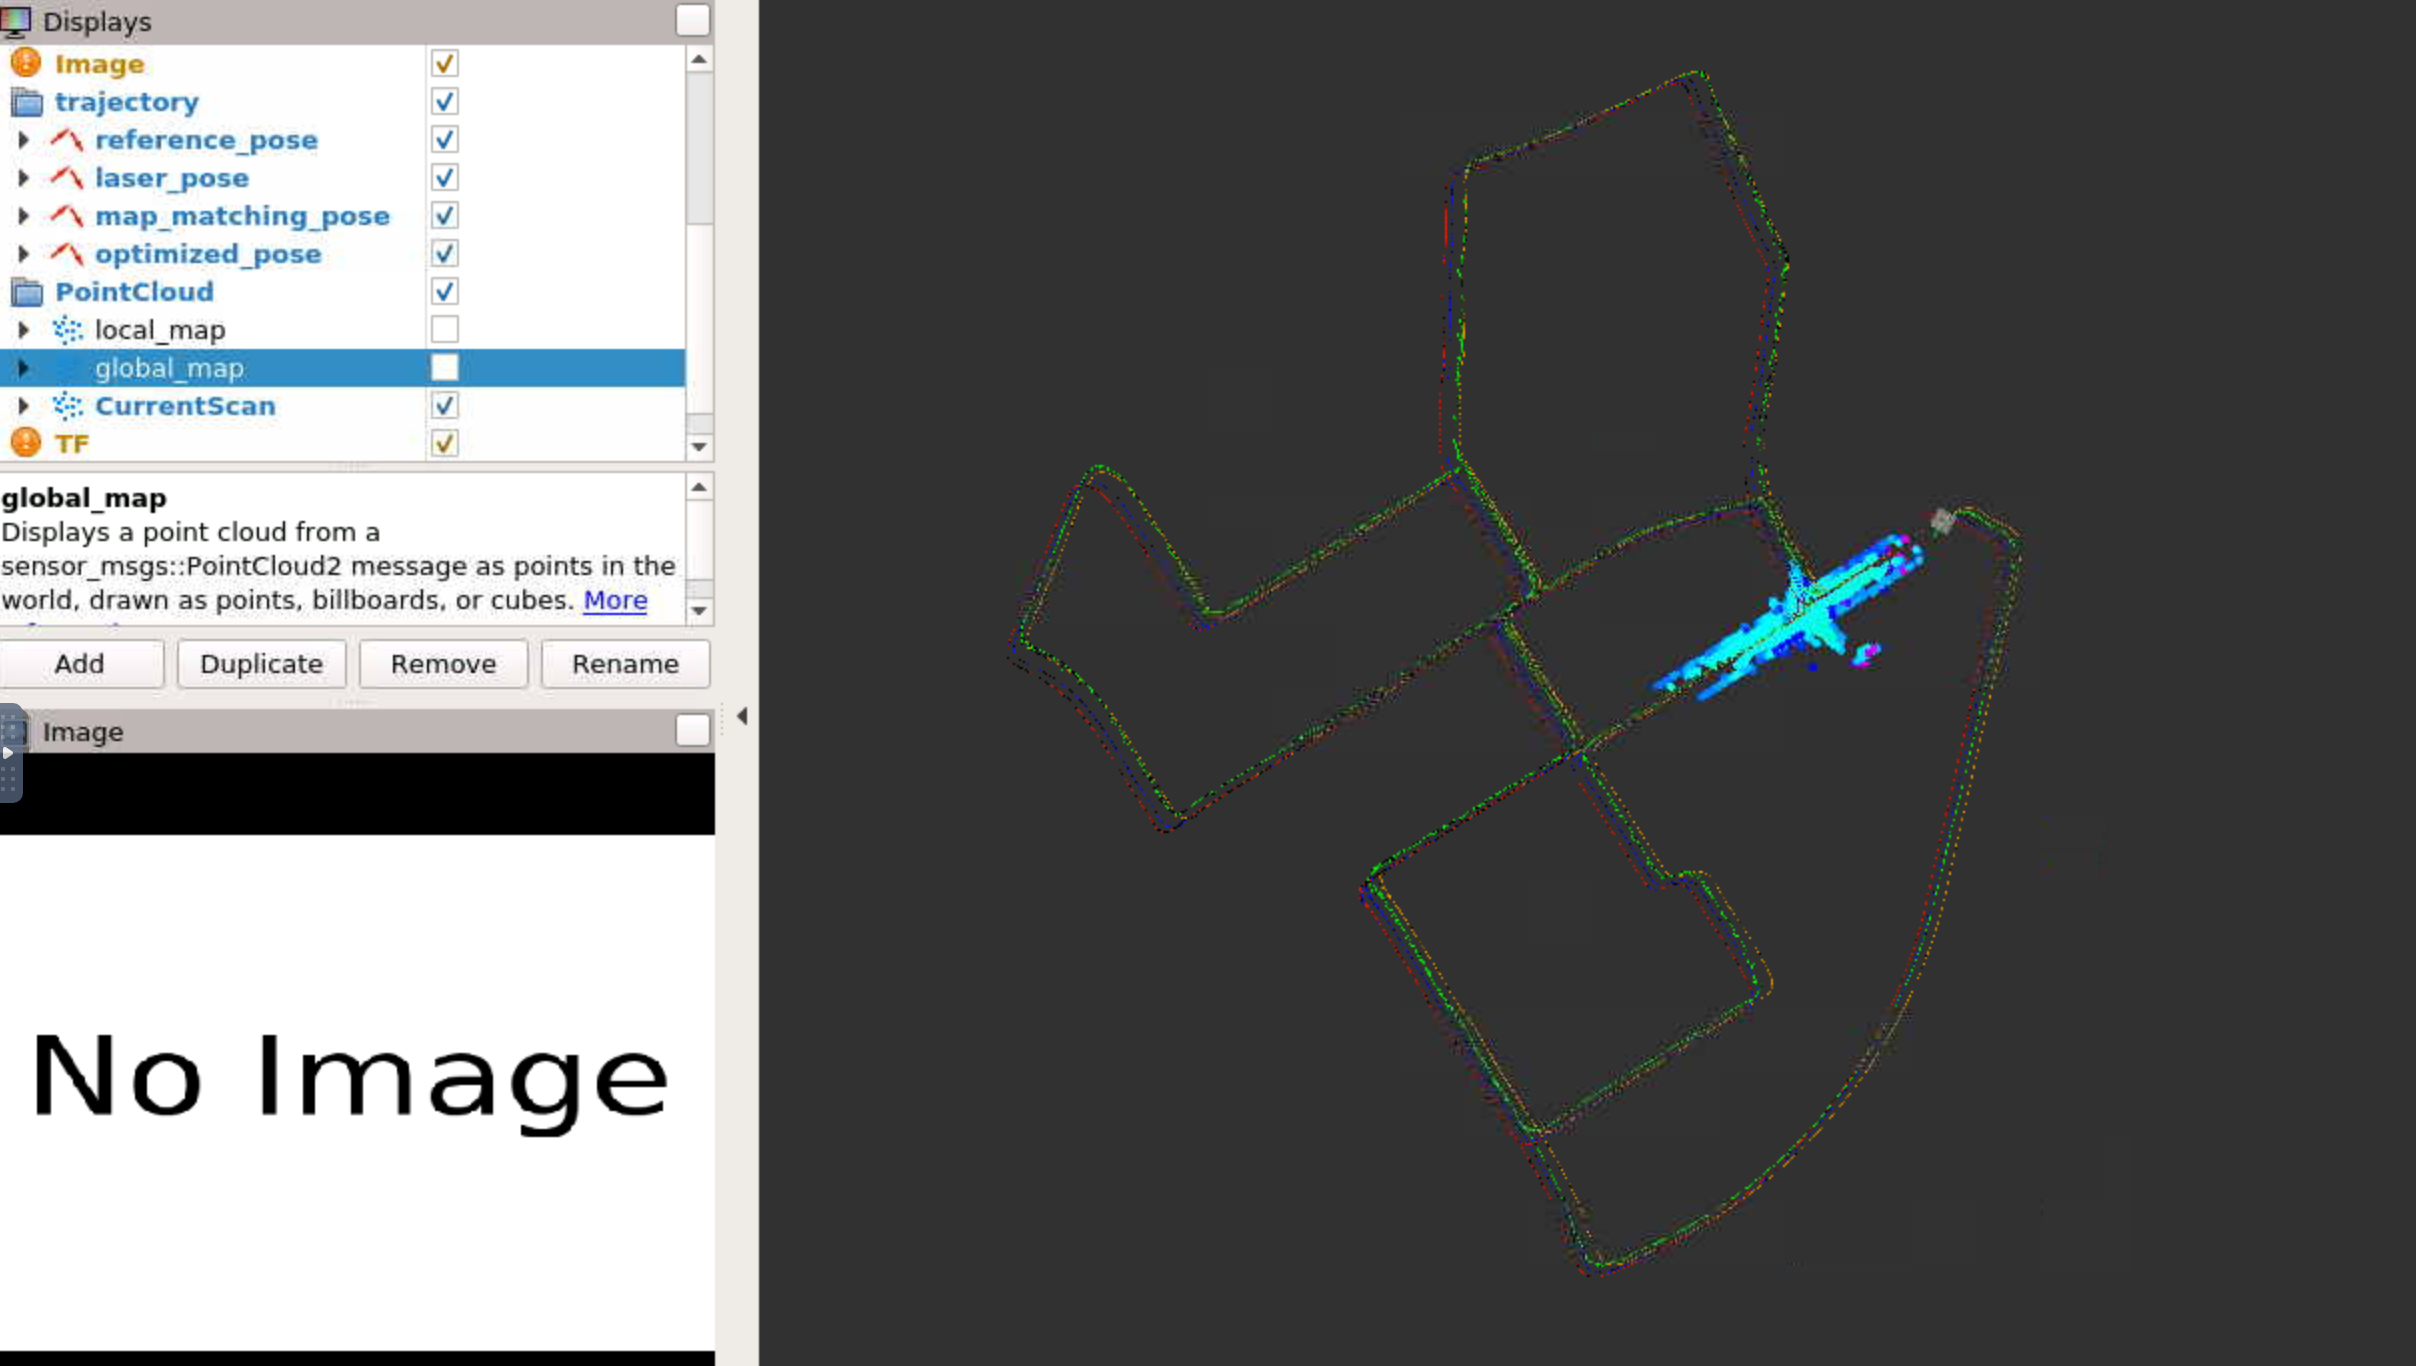 Displays
Image
trajectory
reference_pose
laser_pose
map_matching_pose
optimized_pose
PointCloud
local_map
global_map
CurrentScan
TF
global_map
Displays a point cloud from a
sensor_msgs::PointCloud2 message as points in the
world, drawn as points, billboards, or cubes. More
Add Duplicate Remove Rename
Image
No Image